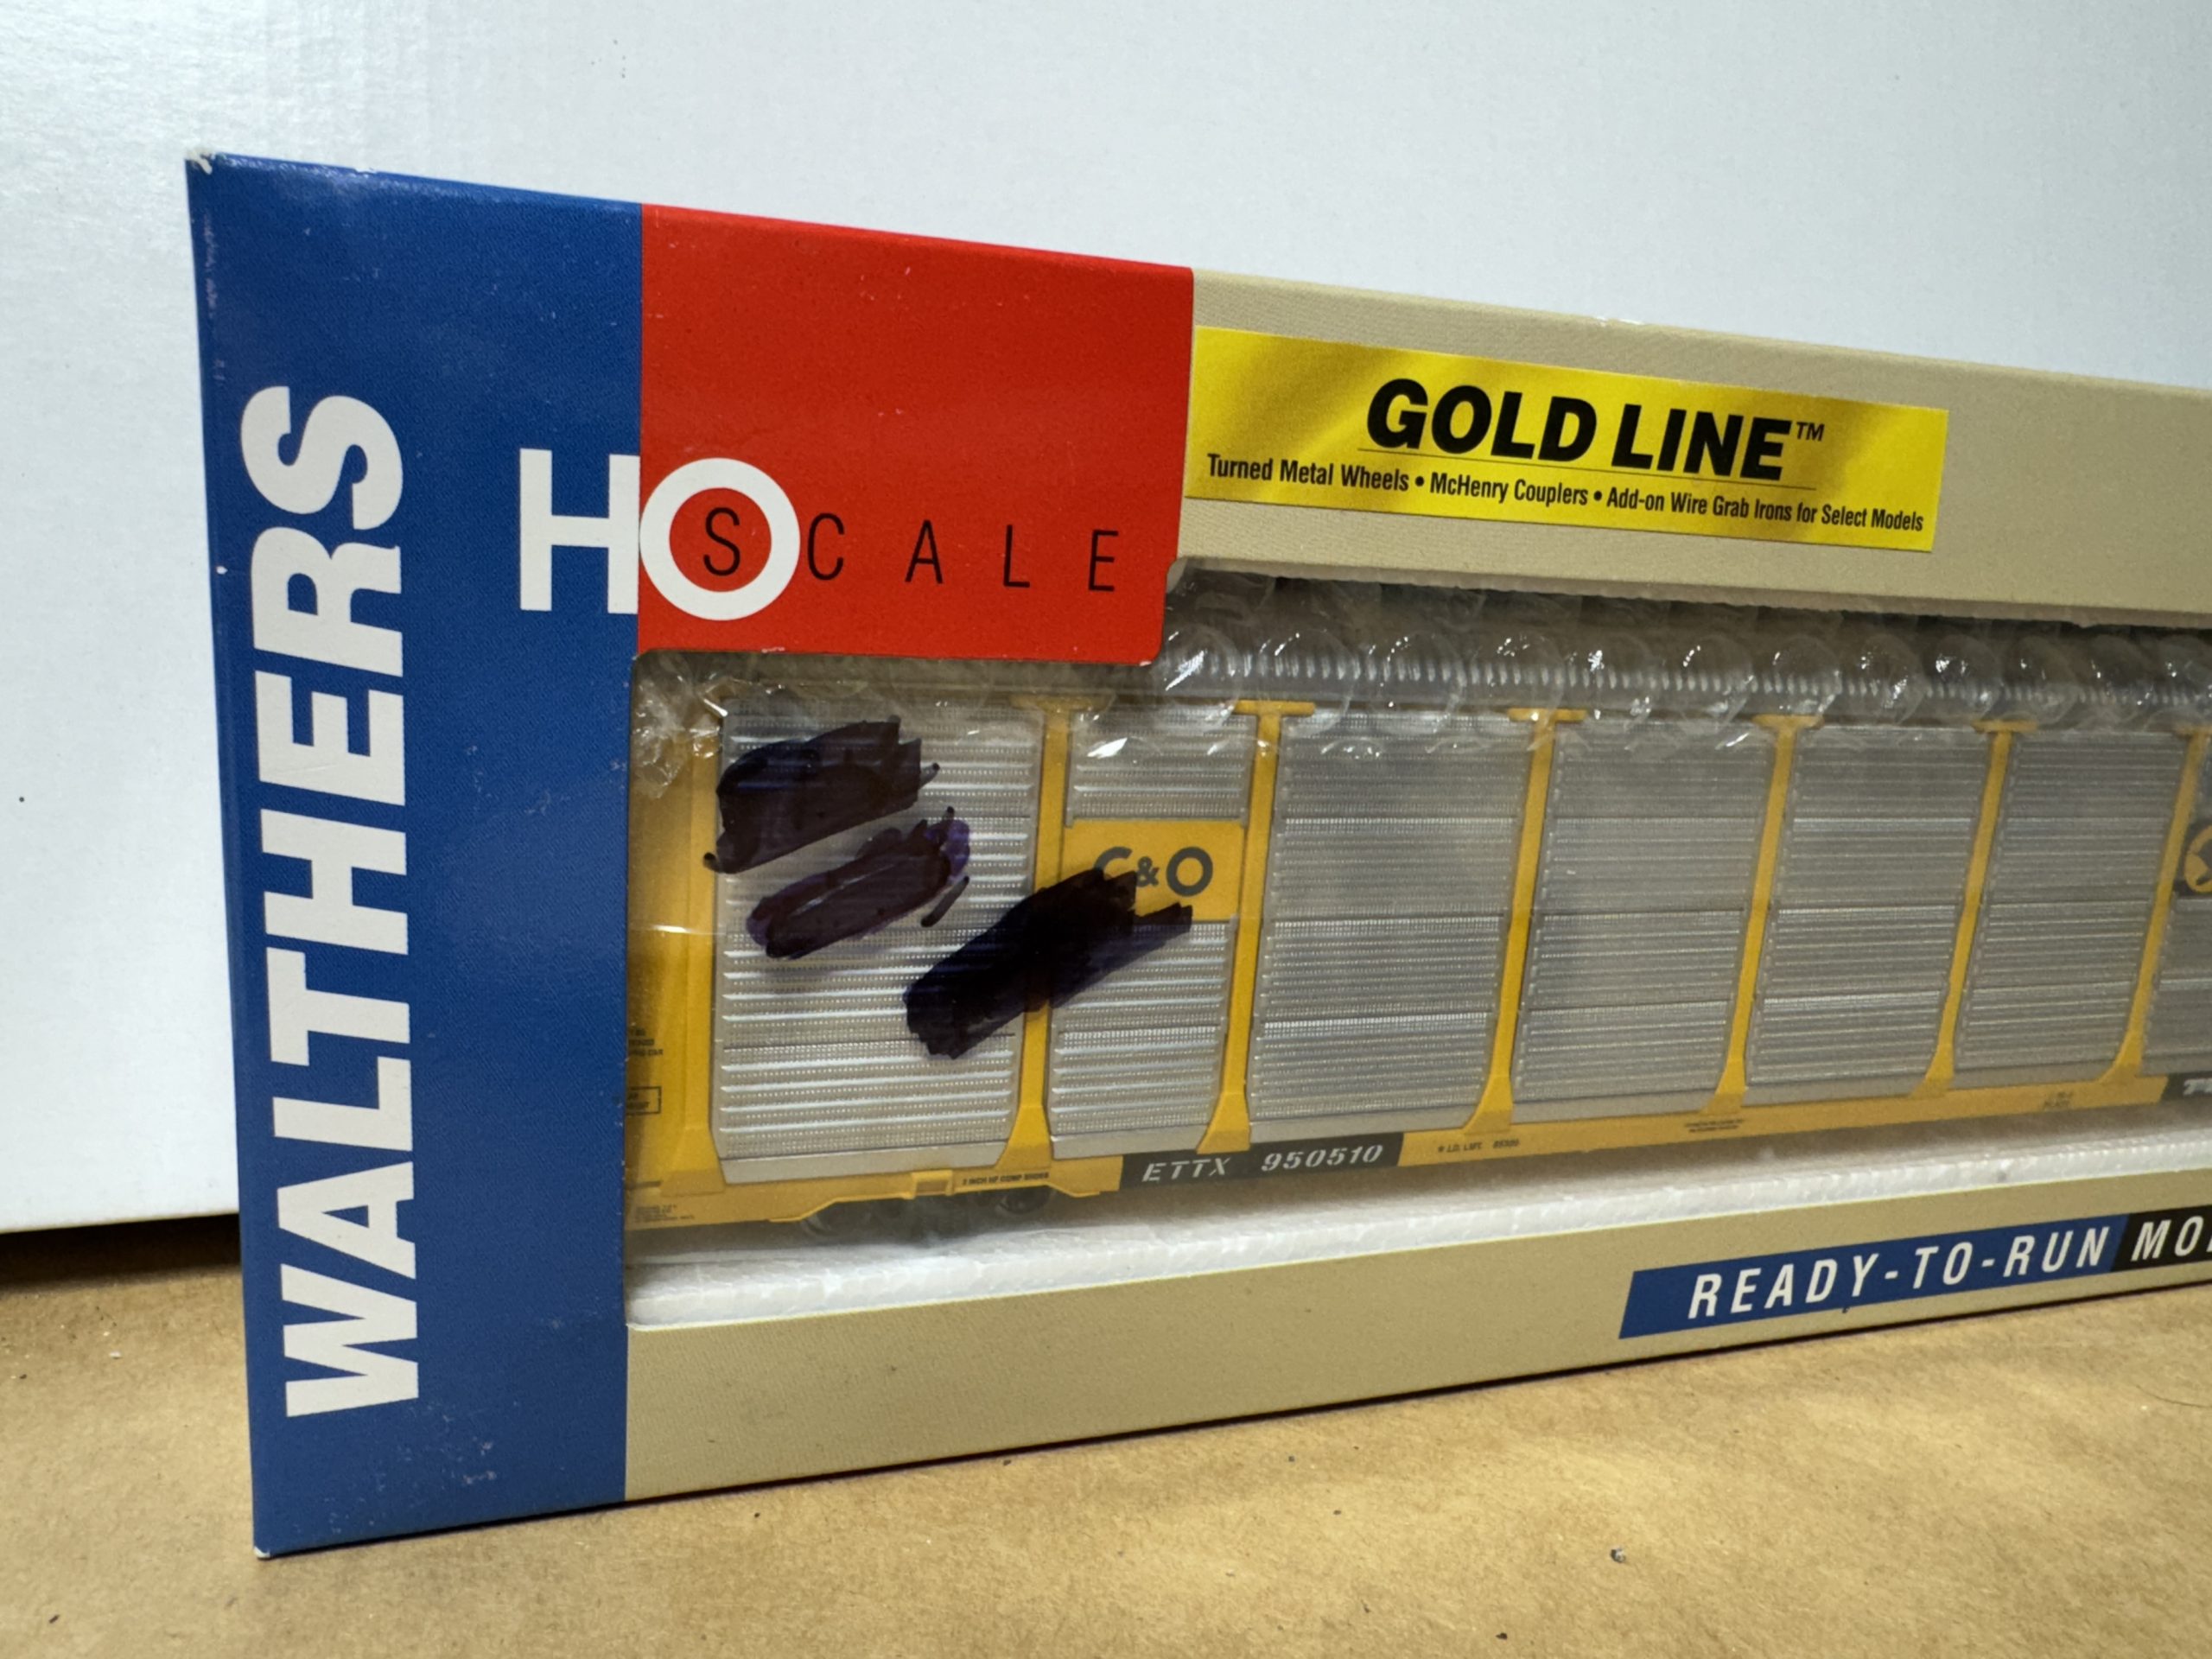 WALTHERS
HO SCALE
GOLD LINE™
Turned Metal Wheels • McHenry Couplers • Add-on Wire Grab Irons for Select Models
C&O
ETTX 950510
READY-TO-RUN MO